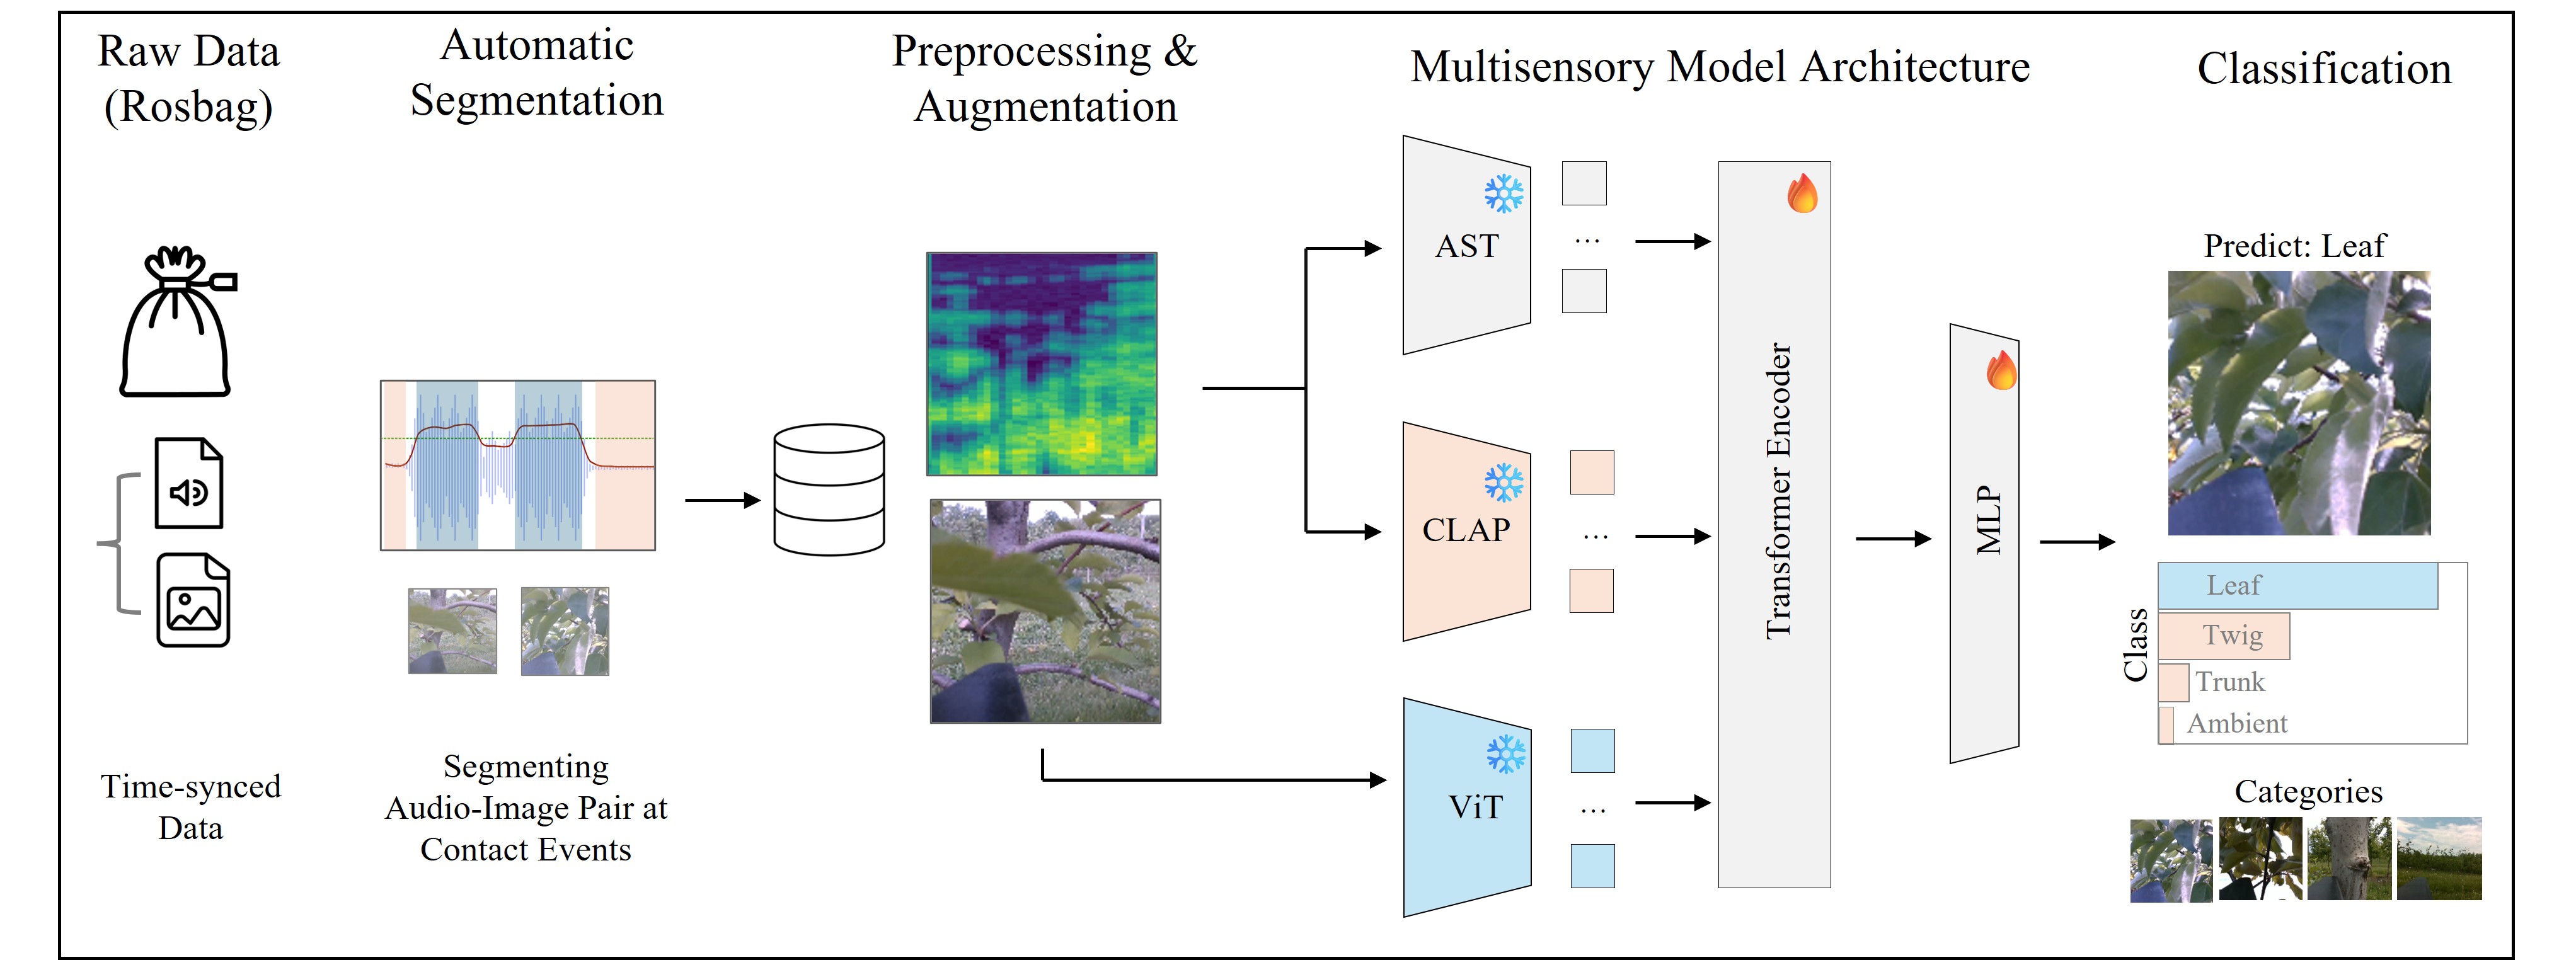 Raw Data
(Rosbag)
Automatic
Segmentation
Preprocessing &
Augmentation
Multisensory Model Architecture
Classification
Time-synced
Data
Segmenting
Audio-Image Pair at
Contact Events
AST
...
CLAP
...
ViT
...
Transformer Encoder
MLP
Predict: Leaf
Class
Leaf
Twig
Trunk
Ambient
Categories